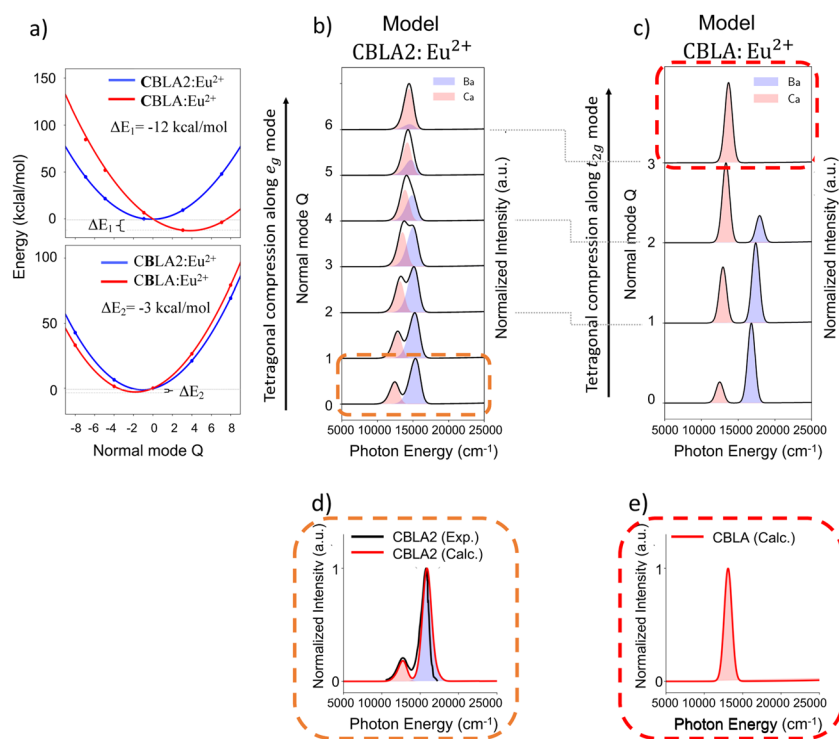 a)
CBLA2:Eu2+
CBLA:Eu2+
ΔE1= -12 kcal/mol
ΔE1
150
100
50
0
Energy (kclal/mol)
CBLA2:Eu2+
CBLA:Eu2+
ΔE2= -3 kcal/mol
ΔE2
100
50
0
-8 -6 -4 -2 0 2 4 6 8
Normal mode Q
b)
Model
CBLA2: Eu2+
Ba
Ca
Tetragonal compression along eg mode
Normal mode Q
6
5
4
3
2
1
0
Normalized Intensity (a.u.)
5000 10000 15000 20000 25000
Photon Energy (cm-1)
c)
Model
CBLA: Eu2+
Ba
Ca
Tetragonal compression along t2g mode
Normal mode Q
3
2
1
0
Normalized Intensity (a.u.)
5000 10000 15000 20000 25000
Photon Energy (cm-1)
d)
CBLA2 (Exp.)
CBLA2 (Calc.)
Normalized Intensity (a.u.)
1
0
5000 10000 15000 20000 25000
Photon Energy (cm-1)
e)
CBLA (Calc.)
Normalized Intensity (a.u.)
1
0
5000 10000 15000 20000 25000
Photon Energy (cm-1)